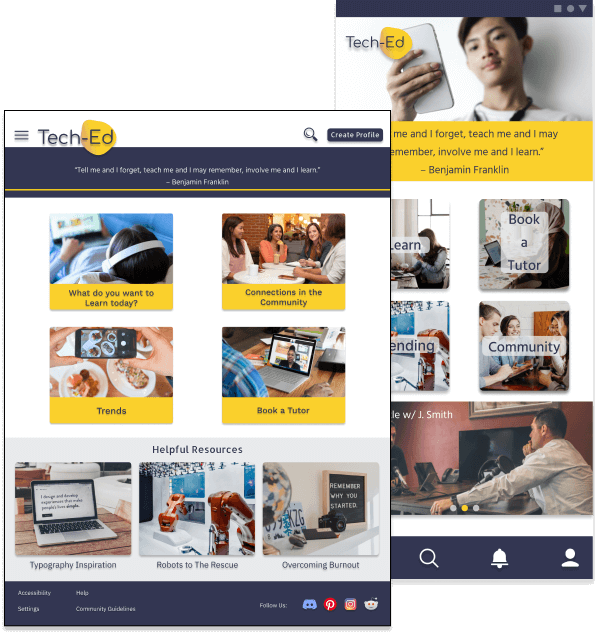 Tech-Ed
Create Profile
"Tell me and I forget, teach me and I may remember, involve me and I learn."
– Benjamin Franklin
What do you want to
Learn today?
Connections in the
Community
Trends
Book a Tutor
Helpful Resources
I design and develop
experiences that make
people's lives simple.
REMEMBER
WHY YOU
STARTED.
Typography Inspiration
Robots to The Rescue
Overcoming Burnout
Accessibility
Help
Settings
Community Guidelines
Follow Us:
Tech-Ed
me and I forget, teach me and I may
remember, involve me and I learn."
– Benjamin Franklin
Learn
Book
a
Tutor
ending
Community
le w/ J. Smith